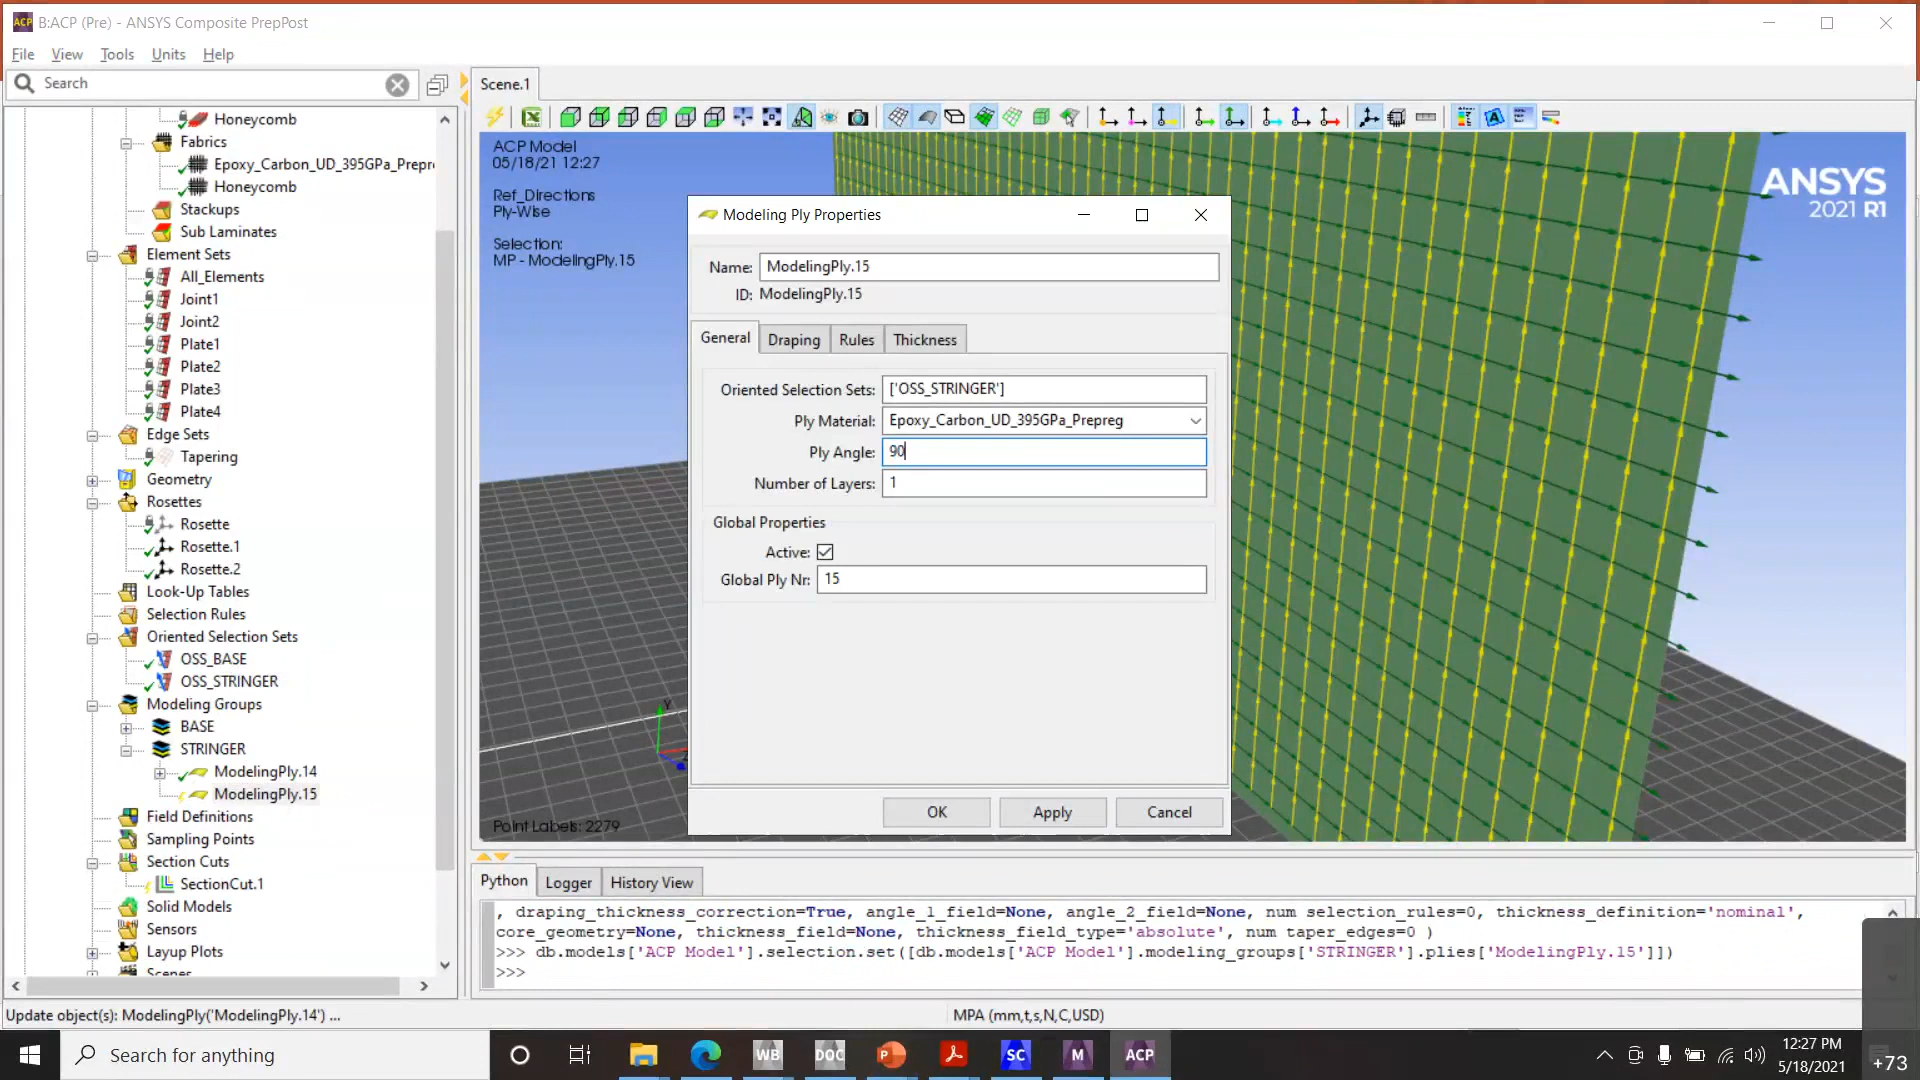 B:ACP (Pre) - ANSYS Composite PrepPost
File View Tools Units Help
Search
Honeycomb
Fabrics
Epoxy_Carbon_UD_395GPa_Prepr
Honeycomb
Stackups
Sub Laminates
Element Sets
All_Elements
Joint1
Joint2
Plate1
Plate2
Plate3
Plate4
Edge Sets
Tapering
Geometry
Rosettes
Rosette
Rosette.1
Rosette.2
Look-Up Tables
Selection Rules
Oriented Selection Sets
OSS_BASE
OSS_STRINGER
Modeling Groups
BASE
STRINGER
ModelingPly.14
ModelingPly.15
Field Definitions
Sampling Points
Section Cuts
SectionCut.1
Solid Models
Sensors
Layup Plots
Scenes
Scene.1
ACP Model
05/18/21 12:27
Ref_Directions
Ply-Wise
Selection:
MP - ModelingPly.15
Point Labels: 2279
ANSYS
2021 R1
Modeling Ply Properties
Name: ModelingPly.15
ID: ModelingPly.15
General Draping Rules Thickness
Oriented Selection Sets: ['OSS_STRINGER']
Ply Material: Epoxy_Carbon_UD_395GPa_Prepreg
Ply Angle: 90
Number of Layers: 1
Global Properties
Active:
Global Ply Nr: 15
OK Apply Cancel
Python Logger History View
, draping_thickness_correction=True, angle_1_field=None, angle_2_field=None, num selection_rules=0, thickness_definition='nominal',
core_geometry=None, thickness_field=None, thickness_field_type='absolute', num taper_edges=0 )
>>> db.models['ACP Model'].selection.set([db.models['ACP Model'].modeling_groups['STRINGER'].plies['ModelingPly.15']])
>>>
Update object(s): ModelingPly('ModelingPly.14') ...
MPA (mm,t,s,N,C,USD)
Search for anything
WB DOC P SC M ACP
12:27 PM
5/18/2021
+73